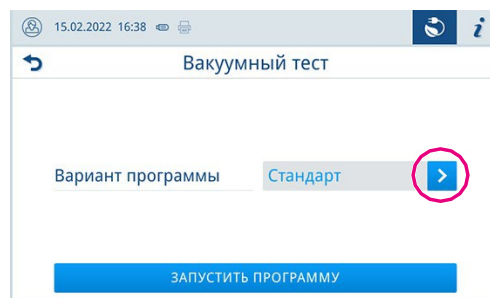 15.02.2022 16:38
i
Вакуумный тест
Вариант программы Стандарт
ЗАПУСТИТЬ ПРОГРАММУ